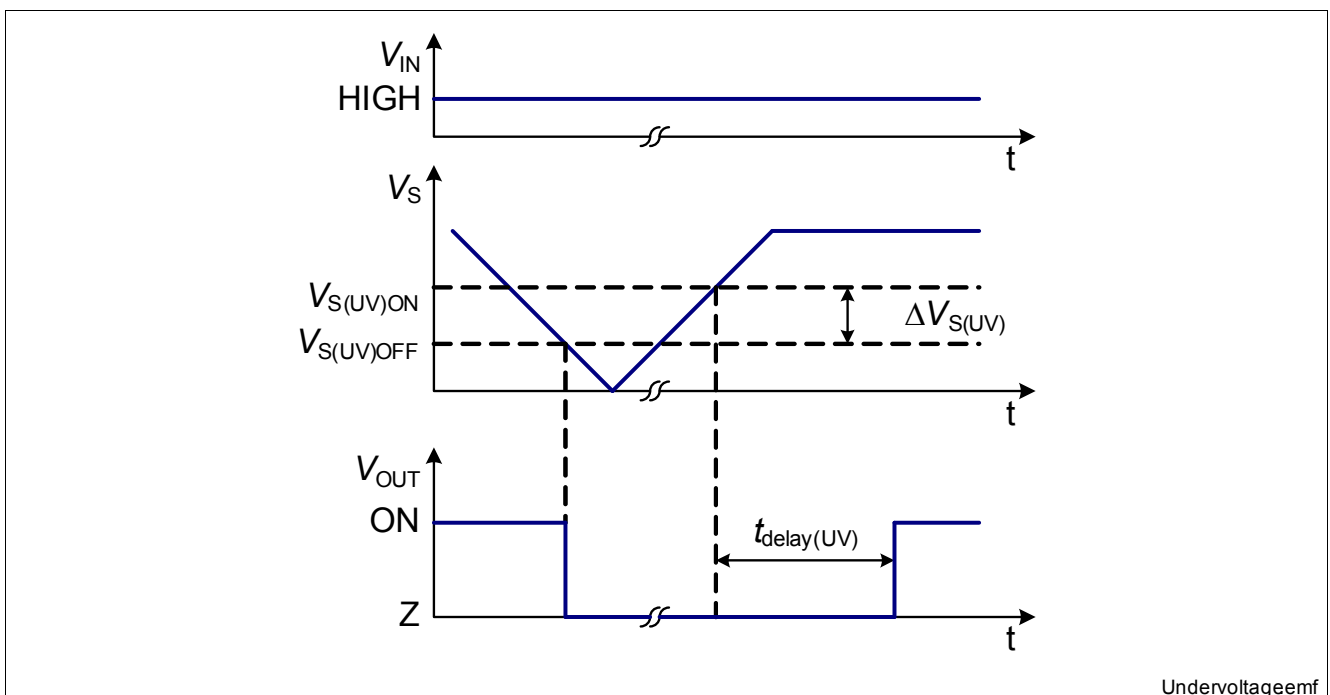 V_IN
HIGH
t
V_S
V_S(UV)ON
ΔV_S(UV)
V_S(UV)OFF
t
V_OUT
ON
t_delay(UV)
Z
t
Undervoltageemf